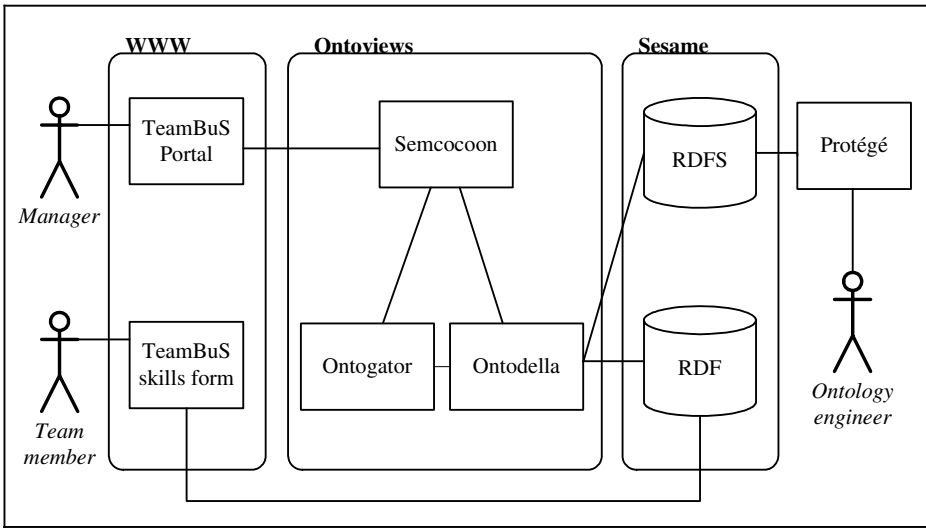 WWW
Ontoviews
Sesame
TeamBuS
Portal
Semcocoon
RDFS
Protégé
Manager
TeamBuS
skills form
Ontogator
Ontodella
RDF
Team
member
Ontology
engineer